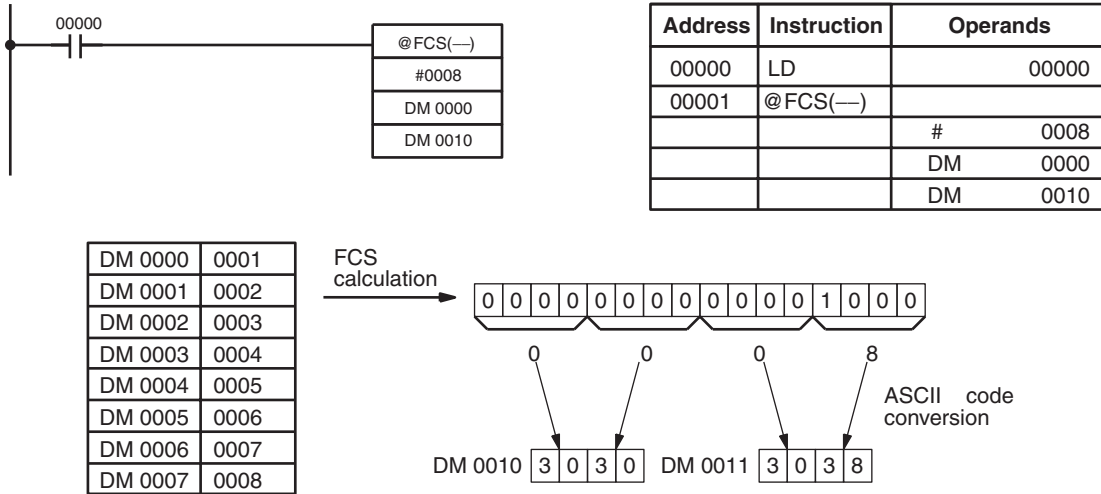 00000
@FCS(––)
#0008
DM 0000
DM 0010
Address Instruction Operands
00000 LD 00000
00001 @FCS(––)
# 0008
DM 0000
DM 0010
DM 0000 0001
DM 0001 0002
DM 0002 0003
DM 0003 0004
DM 0004 0005
DM 0005 0006
DM 0006 0007
DM 0007 0008
FCS
calculation
0 0 0 0 0 0 0 0 0 0 0 0 1 0 0 0
0 0 0 8
ASCII code
conversion
DM 0010 3 0 3 0 DM 0011 3 0 3 8